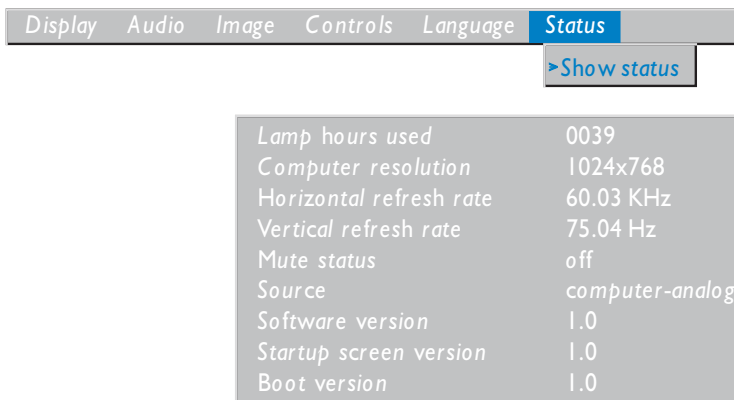 Display Audio Image Controls Language Status
>Show status
Lamp hours used 0039
Computer resolution 1024x768
Horizontal refresh rate 60.03 KHz
Vertical refresh rate 75.04 Hz
Mute status off
Source computer-analog
Software version 1.0
Startup screen version 1.0
Boot version 1.0